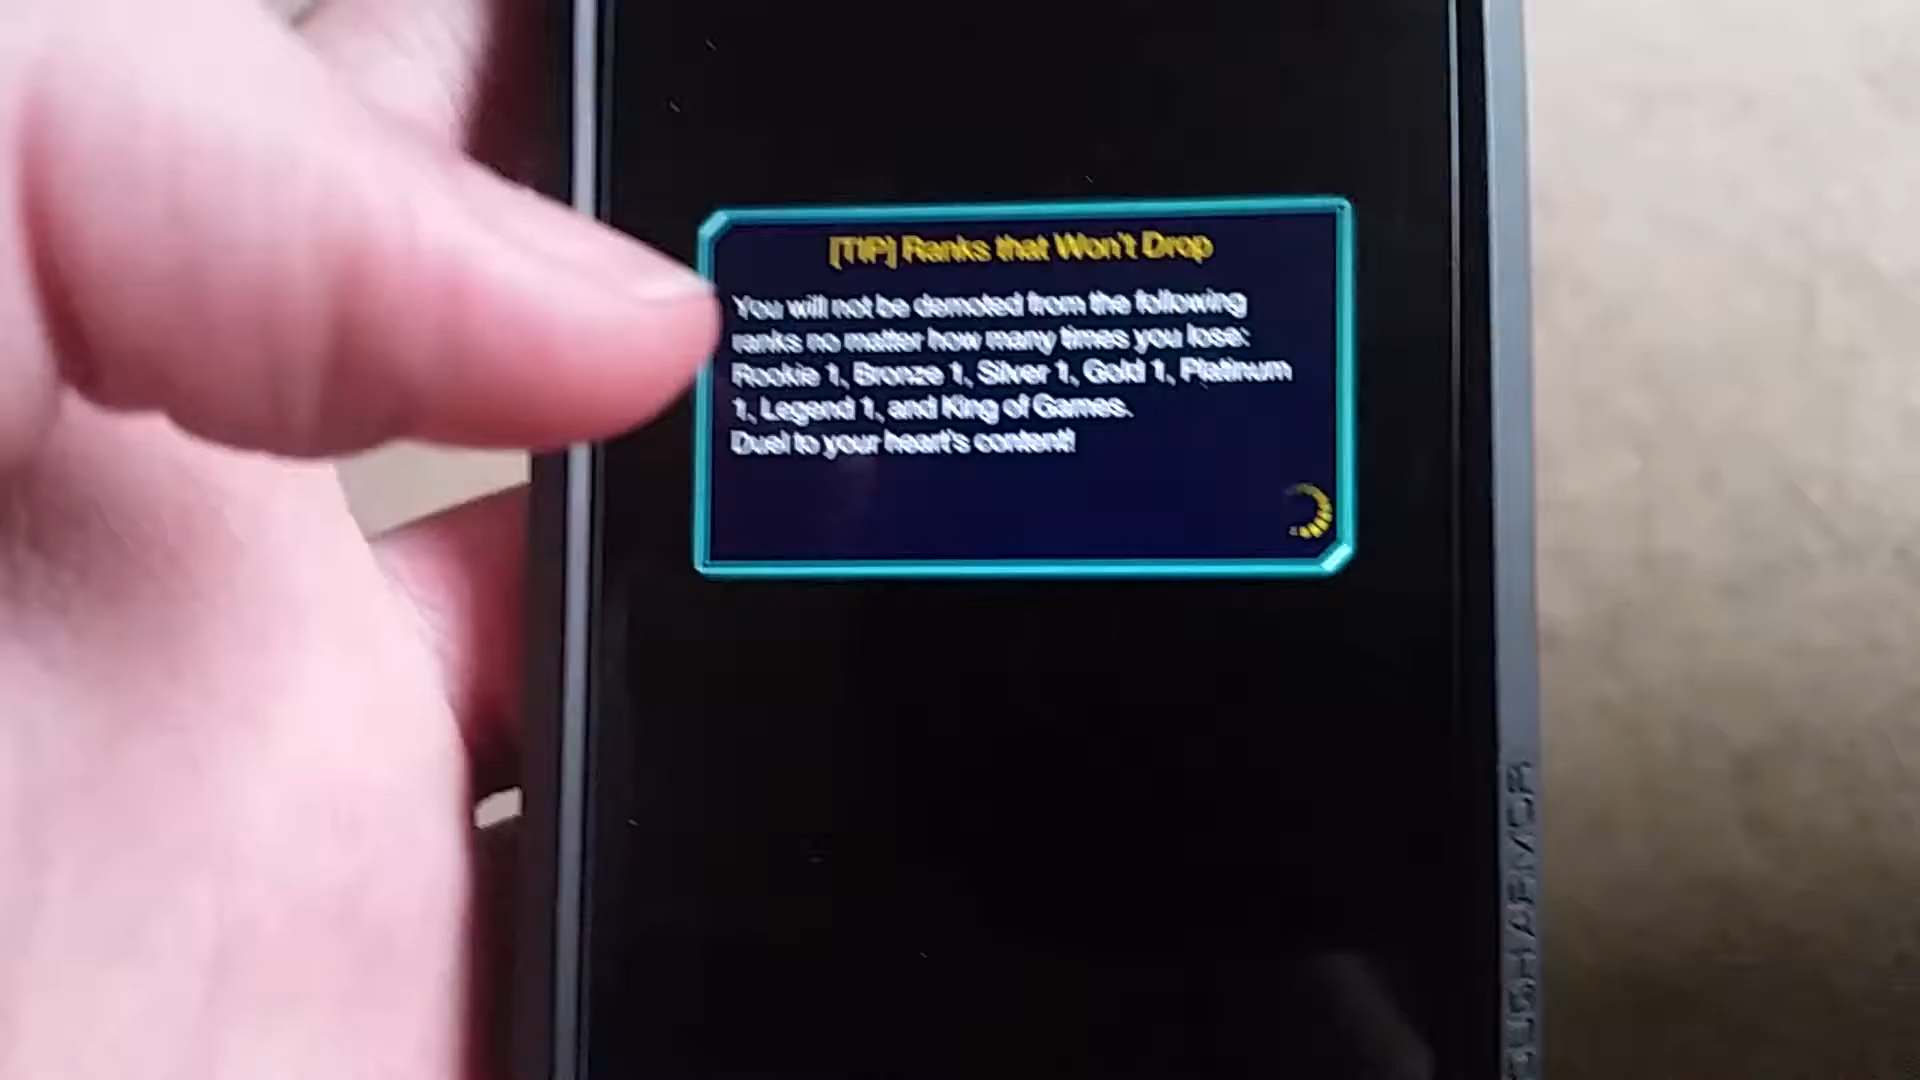 [TIP] Ranks that Won't Drop
You will not be demoted from the following
ranks no matter how many times you lose:
Rookie 1, Bronze 1, Silver 1, Gold 1, Platinum
1, Legend 1, and King of Games.
Duel to your heart's content!